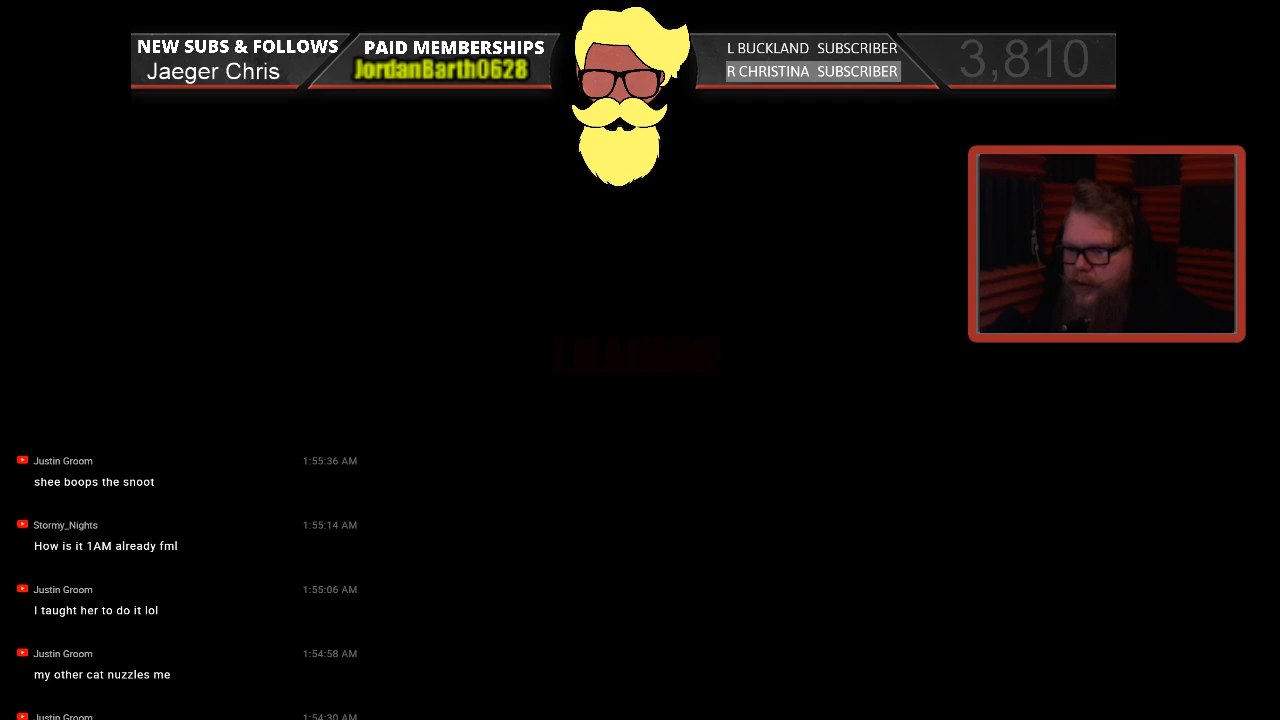 NEW SUBS & FOLLOWS
Jaeger Chris
PAID MEMBERSHIPS
JordanBarth0628
L BUCKLAND SUBSCRIBER
R CHRISTINA SUBSCRIBER
3,810
Justin Groom 1:55:36 AM
shee boops the snoot
Stormy_Nights 1:55:14 AM
How is it 1AM already fml
Justin Groom 1:55:06 AM
I taught her to do it lol
Justin Groom 1:54:58 AM
my other cat nuzzles me
Justin Groom 1:54:30 AM